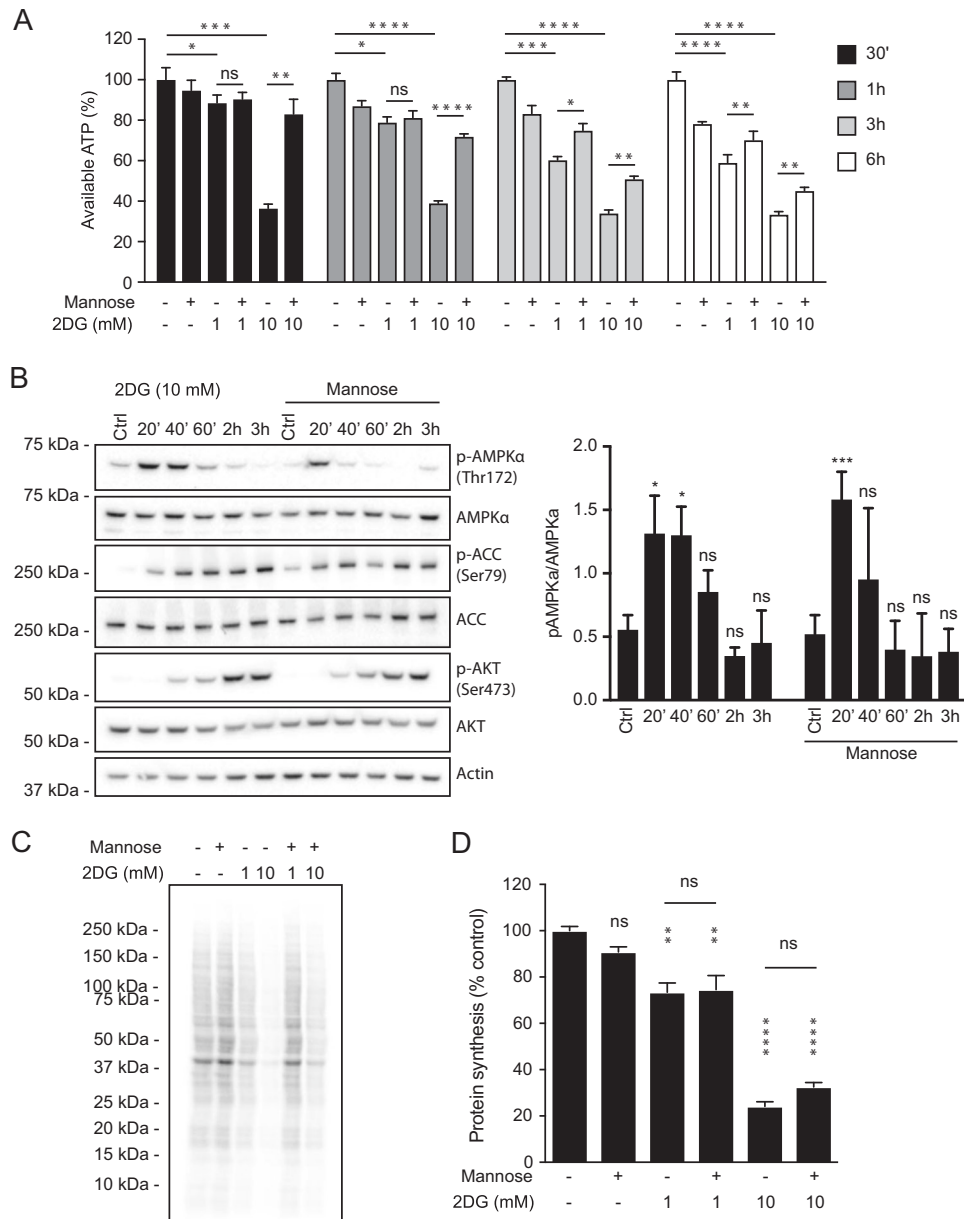 A
Available ATP (%)
120
100
80
60
40
20
0
*** **** **** ****
* * *** ****
ns ** ns **** * ** ** **
30'
1h
3h
6h
Mannose - + - + - + - + - + - + - + - + - + - + - + - +
2DG (mM) - - 1 1 10 10 - - 1 1 10 10 - - 1 1 10 10 - - 1 1 10 10
B
2DG (10 mM) Mannose
Ctrl 20' 40' 60' 2h 3h Ctrl 20' 40' 60' 2h 3h
75 kDa -
p-AMPKα
(Thr172)
75 kDa -
AMPKα
250 kDa -
p-ACC
(Ser79)
250 kDa -
ACC
50 kDa -
p-AKT
(Ser473)
50 kDa -
AKT
37 kDa -
Actin
pAMPKa/AMPKa
2.0
1.5
1.0
0.5
0.0
* * ns ns ns *** ns ns ns ns
Ctrl 20' 40' 60' 2h 3h Ctrl 20' 40' 60' 2h 3h
Mannose
C
Mannose - + - - + +
2DG (mM) - - 1 10 1 10
250 kDa -
150 kDa -
100 kDa -
75 kDa -
50 kDa -
37 kDa -
25 kDa -
20 kDa -
15 kDa -
10 kDa -
D
Protein synthesis (% control)
120
100
80
60
40
20
0
ns
ns ** ** ns
**** ****
Mannose - + - + - +
2DG (mM) - - 1 1 10 10